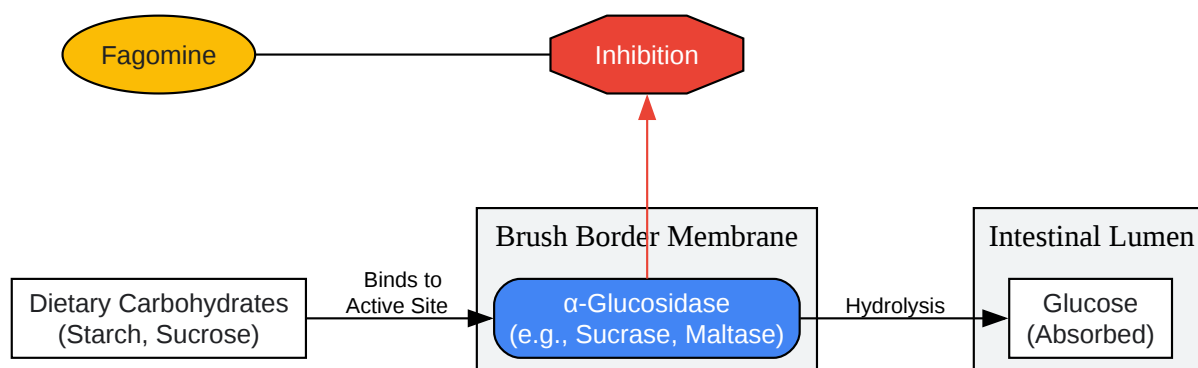 Fagomine
Inhibition
Brush Border Membrane
Intestinal Lumen
Dietary Carbohydrates
(Starch, Sucrose)
Binds to
Active Site
α-Glucosidase
(e.g., Sucrase, Maltase)
Hydrolysis
Glucose
(Absorbed)